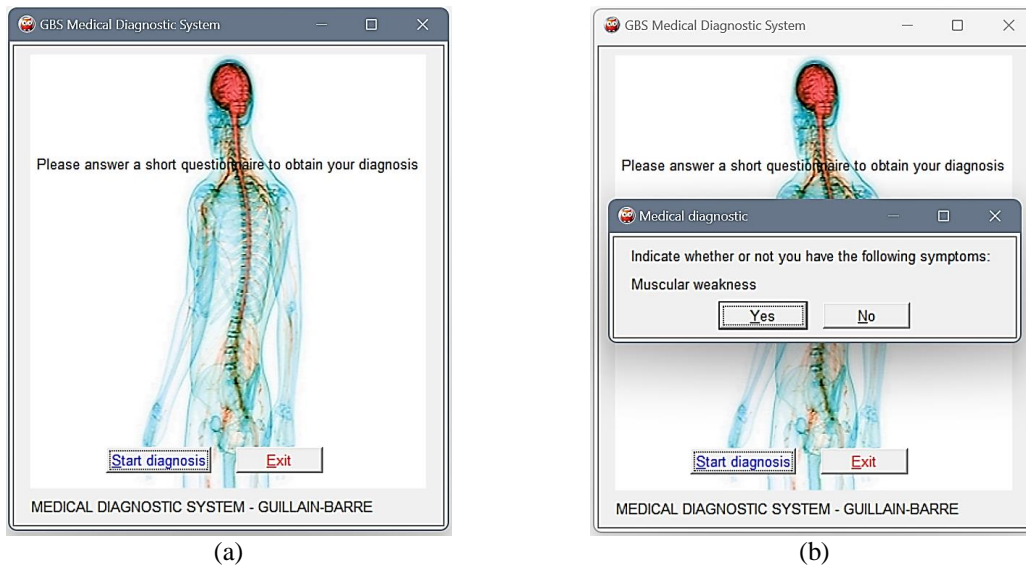 GBS Medical Diagnostic System
Please answer a short questionnaire to obtain your diagnosis
Start diagnosis
Exit
MEDICAL DIAGNOSTIC SYSTEM - GUILLAIN-BARRE
(a)
GBS Medical Diagnostic System
Please answer a short questionnaire to obtain your diagnosis
Medical diagnostic
Indicate whether or not you have the following symptoms:
Muscular weakness
Yes
No
Start diagnosis
Exit
MEDICAL DIAGNOSTIC SYSTEM - GUILLAIN-BARRE
(b)